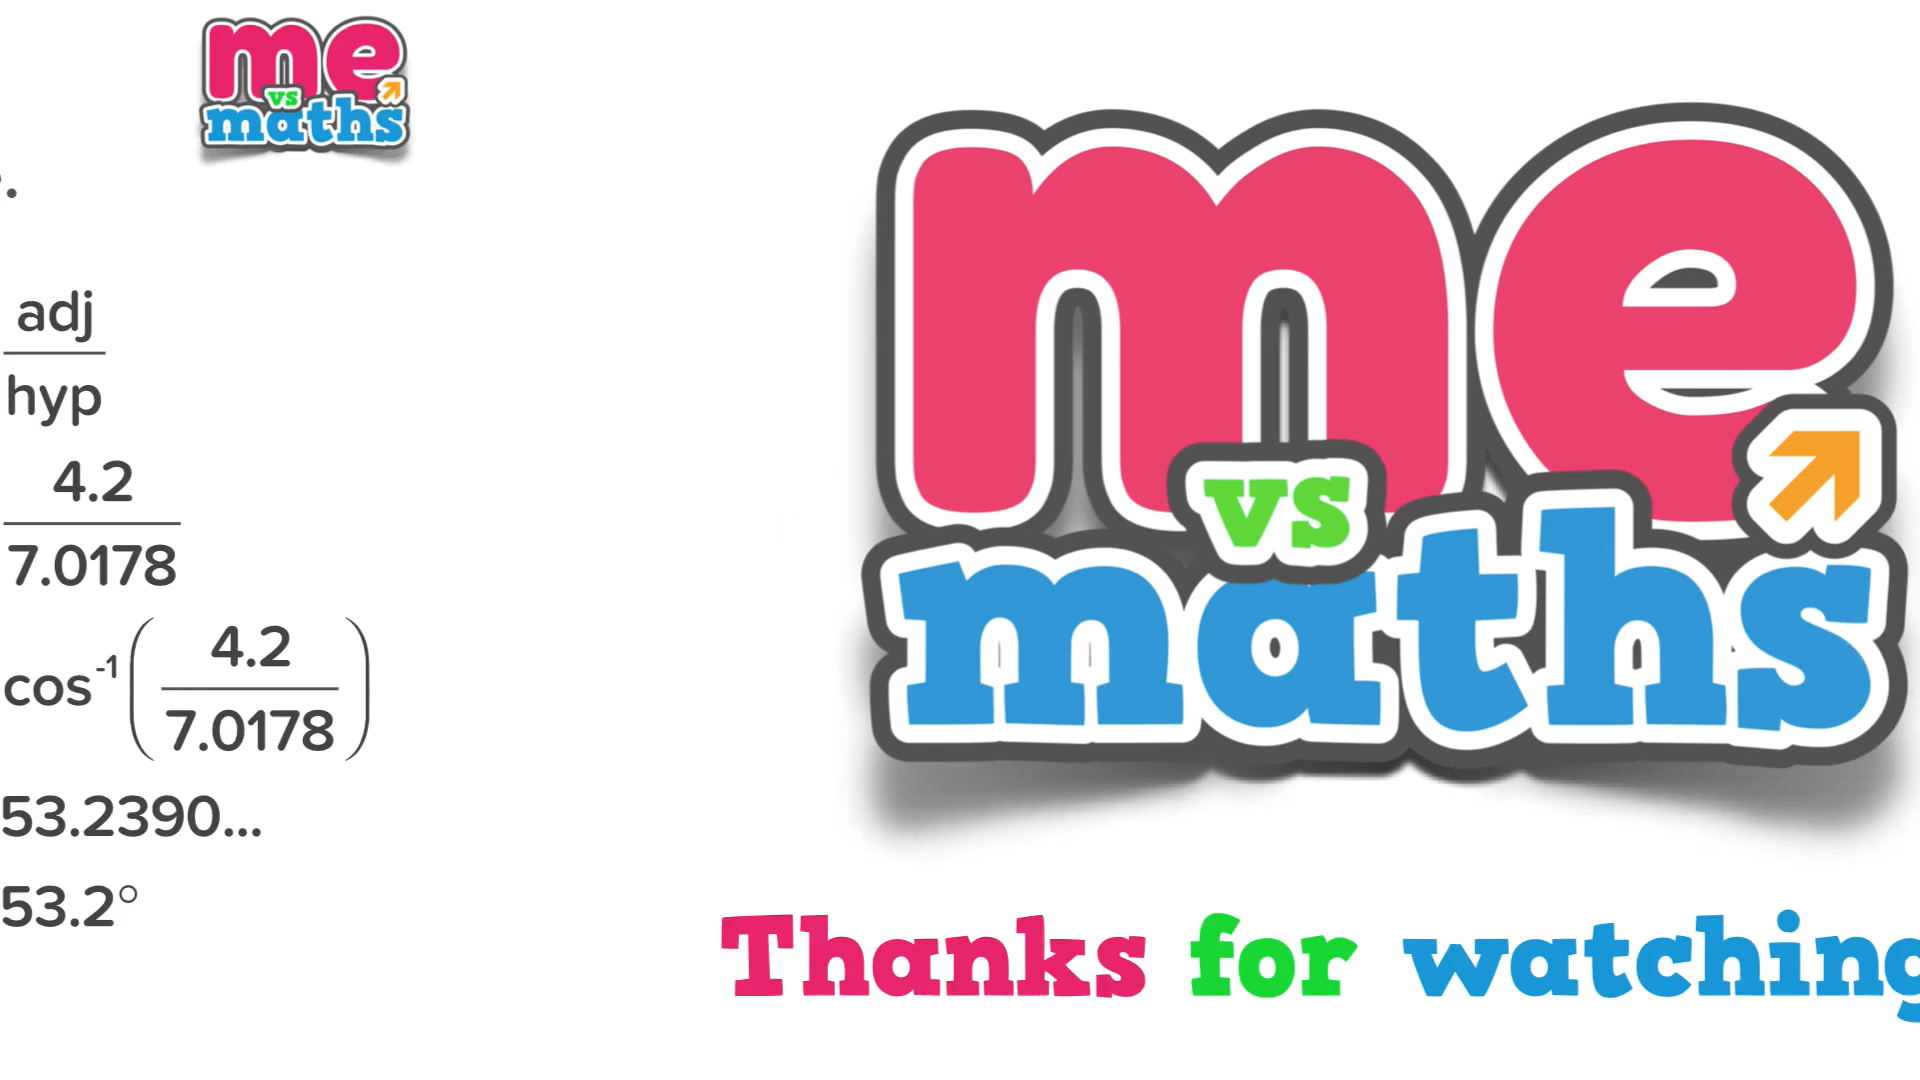 me
vs
maths
.
adj
hyp
4.2
7.0178
cos⁻¹(4.2
7.0178)
53.2390...
53.2°
me
vs
maths
Thanks for watching